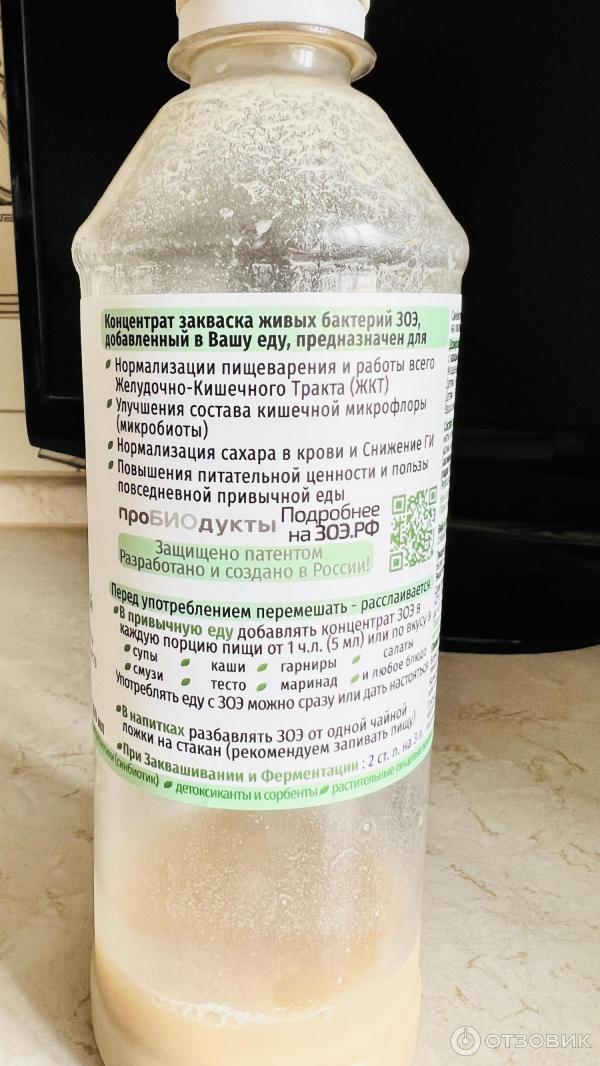 Концентрат закваска живых бактерий ЗОЭ,
добавленный в Вашу еду, предназначен для
Нормализации пищеварения и работы всего
Желудочно-Кишечного Тракта (ЖКТ)
Улучшения состава кишечной микрофлоры
(микробиоты)
Нормализация сахара в крови и Снижение ГИ
Повышения питательной ценности и пользы
повседневной привычной еды
проБИОдукты
Подробнее
на ЗОЭ.РФ
Защищено патентом
Разработано и создано в России!
Перед употреблением перемешать - расслаивается
В привычную еду добавлять концентрат ЗОЭ в
каждую порцию пищи от 1 ч.л. (5 мл) или по вкусу в
супы каши гарниры салаты
смузи тесто маринад и любое блюдо
Употреблять еду с ЗОЭ можно сразу или дать настояться
В напитках разбавлять ЗОЭ от одной чайной
ложки на стакан (рекомендуем запивать пищу)
При Заквашивании и Ферментации : 2 ст. л. на 3 л.
(синбиотик) детоксиканты и сорбенты растительные
ОТЗОВИК